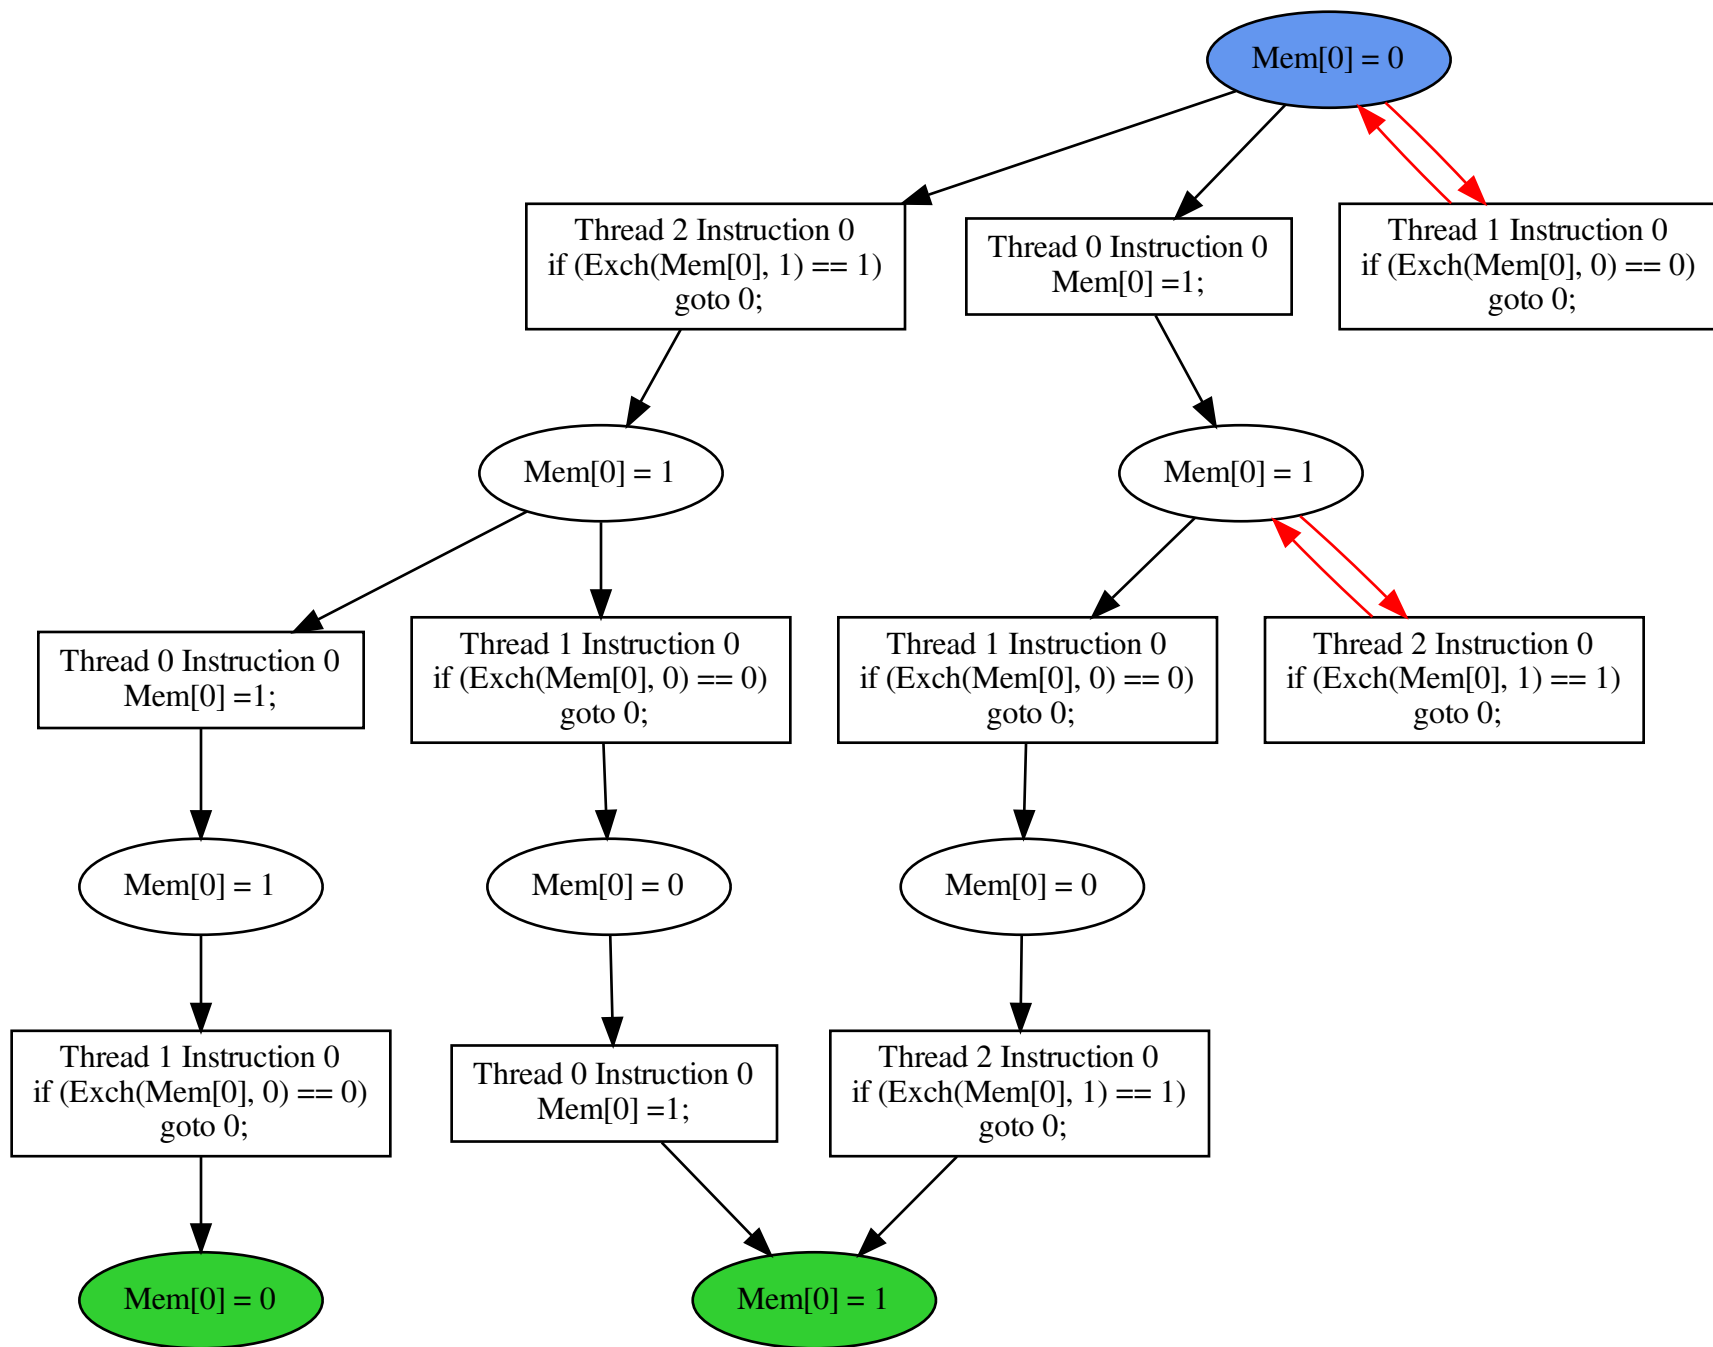 Mem[0] = 0
Thread 2 Instruction 0
if (Exch(Mem[0], 1) == 1)
goto 0;
Thread 0 Instruction 0
Mem[0] =1;
Thread 1 Instruction 0
if (Exch(Mem[0], 0) == 0)
goto 0;
Mem[0] = 1
Mem[0] = 1
Thread 0 Instruction 0
Mem[0] =1;
Thread 1 Instruction 0
if (Exch(Mem[0], 0) == 0)
goto 0;
Thread 1 Instruction 0
if (Exch(Mem[0], 0) == 0)
goto 0;
Thread 2 Instruction 0
if (Exch(Mem[0], 1) == 1)
goto 0;
Mem[0] = 1
Mem[0] = 0
Mem[0] = 0
Thread 1 Instruction 0
if (Exch(Mem[0], 0) == 0)
goto 0;
Thread 0 Instruction 0
Mem[0] =1;
Thread 2 Instruction 0
if (Exch(Mem[0], 1) == 1)
goto 0;
Mem[0] = 0
Mem[0] = 1